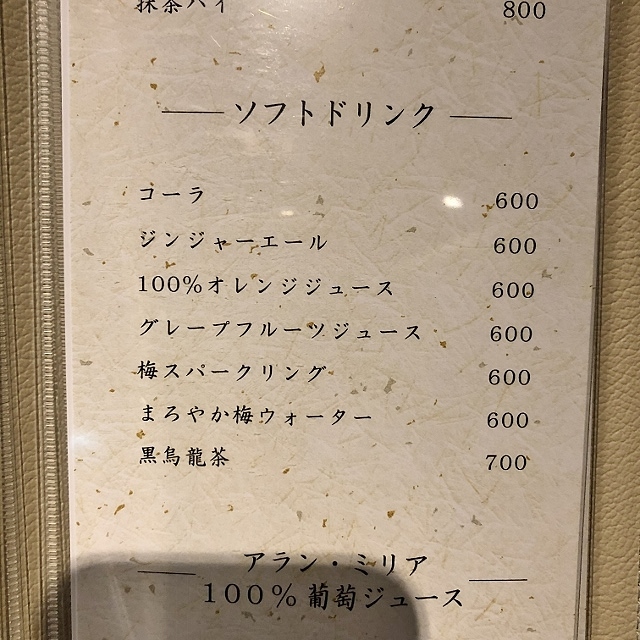 抹茶ハイ 800
ソフトドリンク
コーラ 600
ジンジャーエール 600
100%オレンジジュース 600
グレープフルーツジュース 600
梅スパークリング 600
まろやか梅ウォーター 600
黒烏龍茶 700
アラン・ミリア
100%葡萄ジュース